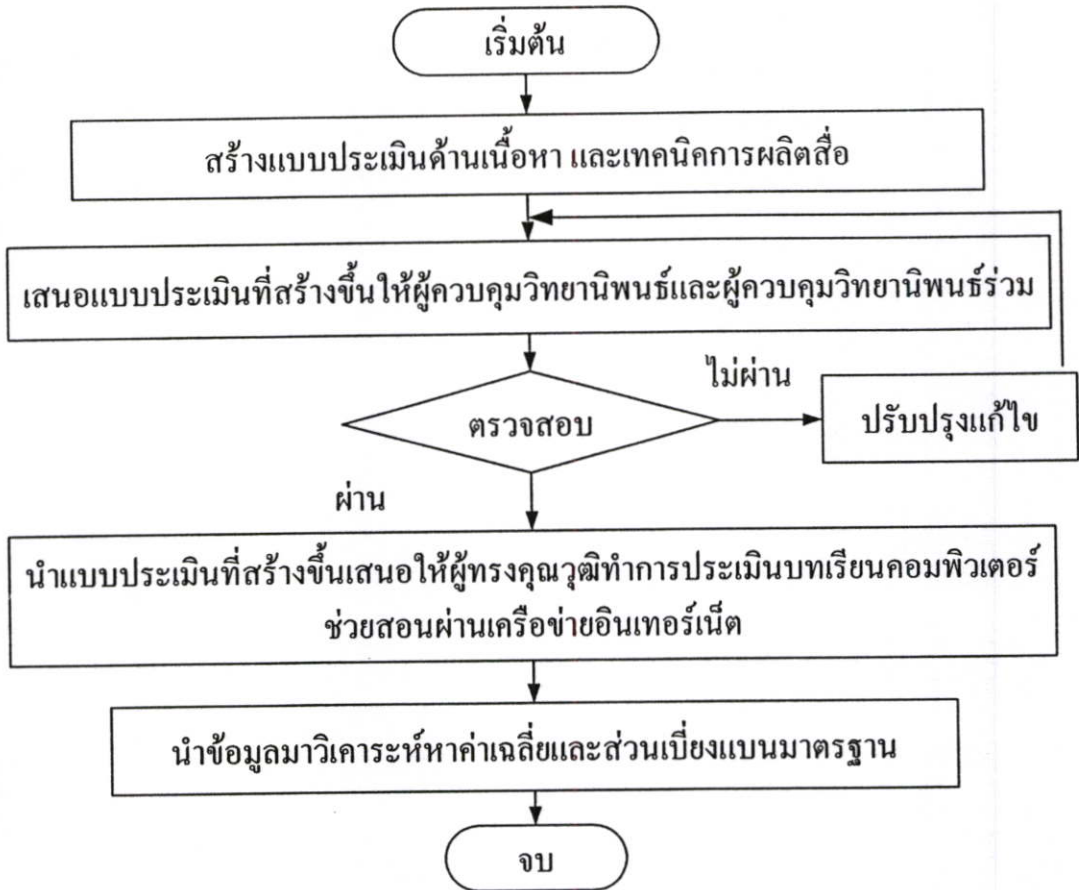 เริ่มต้น
สร้างแบบประเมินด้านเนื้อหา และเทคนิคการผลิตสื่อ
เสนอแบบประเมินที่สร้างขึ้นให้ผู้ควบคุมวิทยานิพนธ์และผู้ควบคุมวิทยานิพนธ์ร่วม
ไม่ผ่าน
ตรวจสอบ
ปรับปรุงแก้ไข
ผ่าน
นำแบบประเมินที่สร้างขึ้นเสนอให้ผู้ทรงคุณวุฒิทำการประเมินบทเรียนคอมพิวเตอร์
ช่วยสอนผ่านเครือข่ายอินเทอร์เน็ต
นำข้อมูลมาวิเคาระห์หาค่าเฉลี่ยและส่วนเบี่ยงแบนมาตรฐาน
จบ